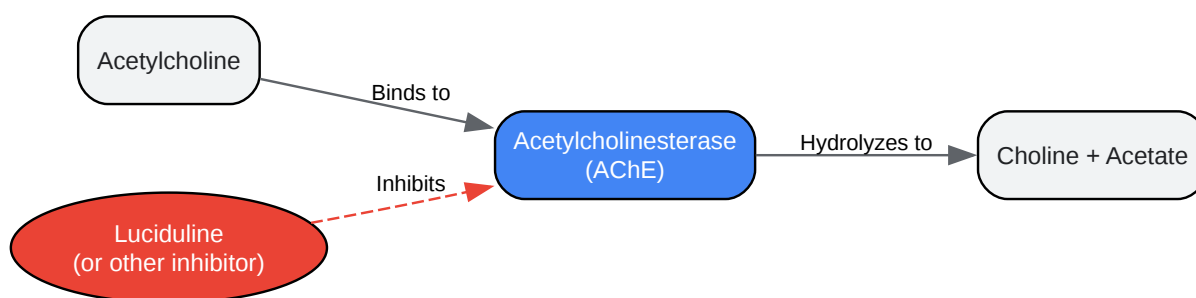 Acetylcholine
Binds to
Acetylcholinesterase
(AChE)
Hydrolyzes to
Choline + Acetate
Inhibits
Luciduline
(or other inhibitor)